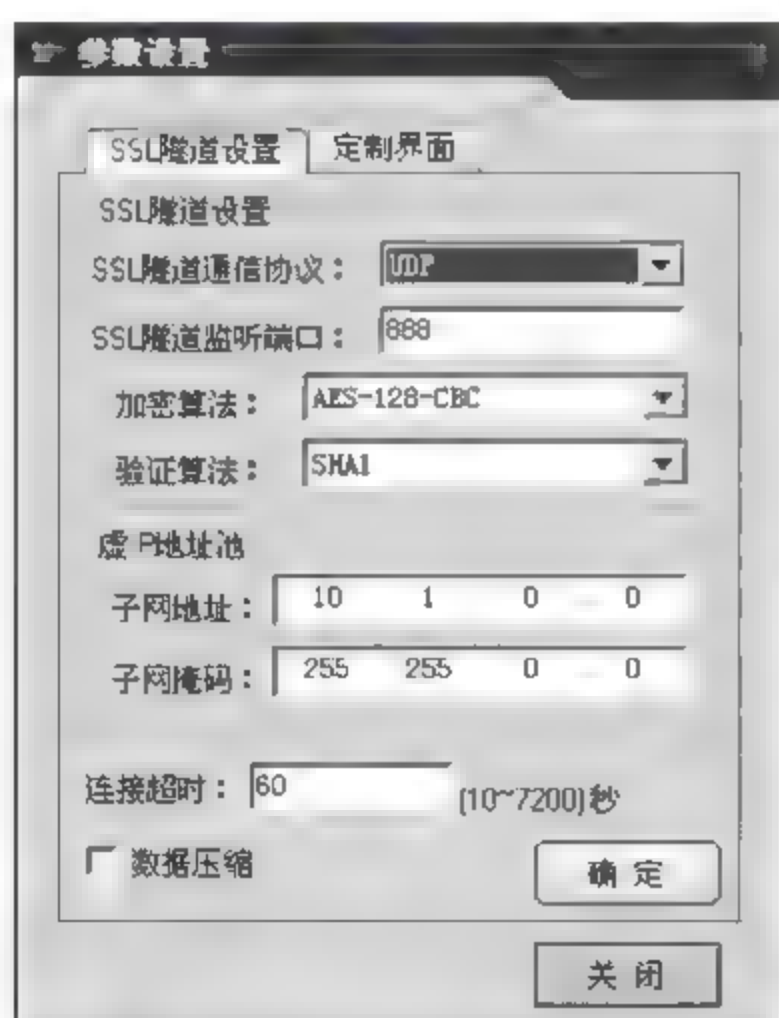 参数设置
SSL隧道设置 定制界面
SSL隧道设置
SSL隧道通信协议： UDP
SSL隧道监听端口： 888
加密算法： AES-128-CBC
验证算法： SHA1
虚IP地址池
子网地址： 10 1 0 0
子网掩码： 255 255 0 0
连接超时： 60 (10~7200)秒
数据压缩
确 定
关 闭